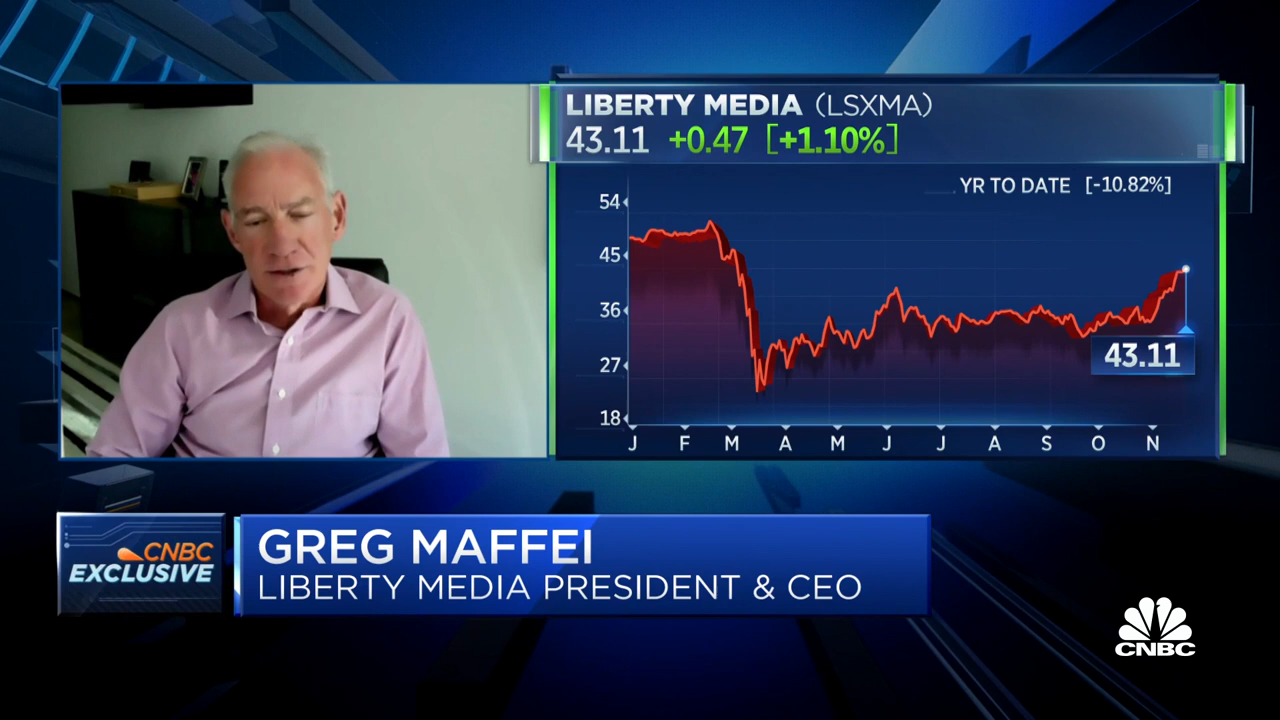 LIBERTY MEDIA (LSXMA)
43.11 +0.47 [+1.10%]
YR TO DATE [-10.82%]
54
45
36
27
18
43.11
J F M A M J J A S O N
CNBC
EXCLUSIVE
GREG MAFFEI
LIBERTY MEDIA PRESIDENT & CEO
CNBC